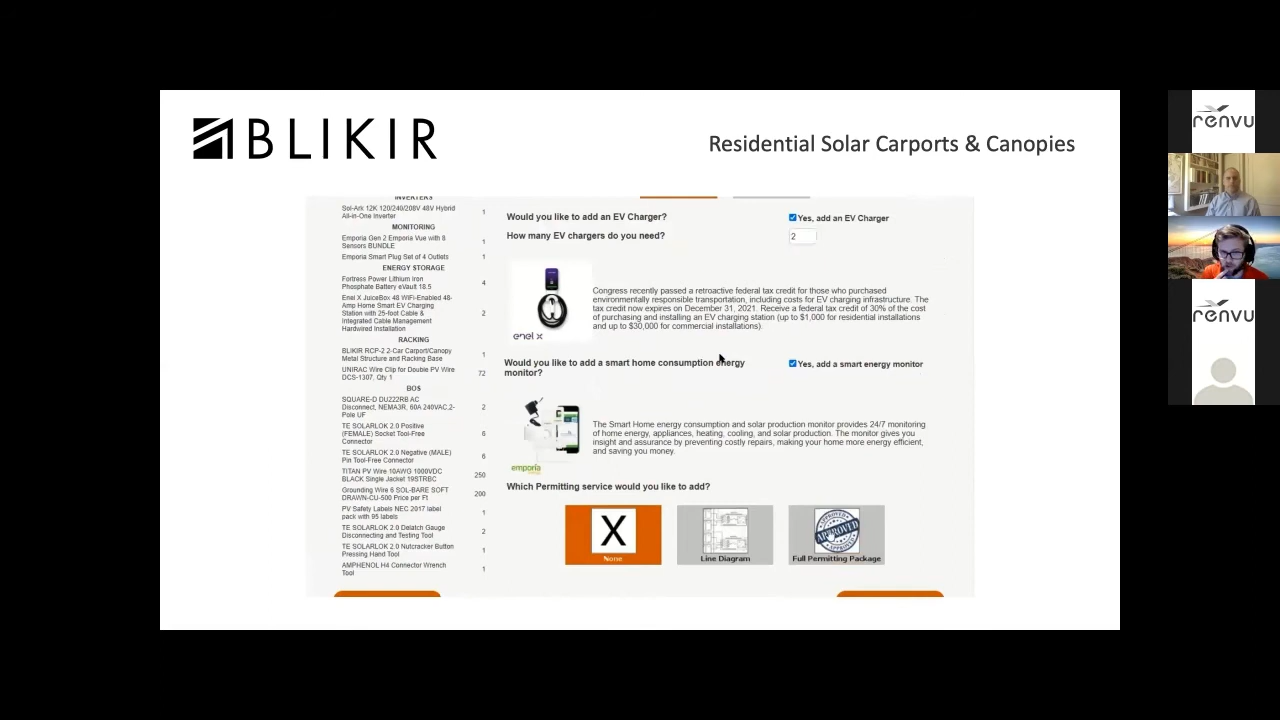 BLIKIR
Residential Solar Carports & Canopies
INVERTERS
Sol-Ark 12K 120/240/208V 48V Hybrid
All-in-One Inverter
1
MONITORING
Emporia Gen 2 Emporia Vue with 8
Sensors BUNDLE
1
Emporia Smart Plug Set of 4 Outlets
1
ENERGY STORAGE
Fortress Power Lithium Iron
Phosphate Battery eVault 18.5
4
Enel X JuiceBox 48 WIFI-Enabled 48-
Amp Home Smart EV Charging
Station with 25-foot Cable &
Integrated Cable Management
Hardwired Installation
2
RACKING
BLIKIR RCP-2 2-Car Carport/Canopy
Metal Structure and Racking Base
1
UNIRAC Wire Clip for Double PV Wire
DCS-1307, Qty 1
72
BOS
SQUARE-D DU222RB AC
Disconnect, NEMA3R, 60A 240VAC,2-
Pole UF
2
TE SOLARLOK 2.0 Positive
(FEMALE) Socket Tool-Free
Connector
6
TE SOLARLOK 2.0 Negative (MALE)
Pin Tool-Free Connector
6
TITAN PV Wire 10AWG 1000VDC
BLACK Single Jacket 19STRBC
250
Grounding Wire 6 SOL-BARE SOFT
DRAWN-CU-500 Price per Ft
200
PV Safety Labels NEC 2017 label
pack with 95 labels
1
TE SOLARLOK 2.0 Delatch Gauge
Disconnecting and Testing Tool
2
TE SOLARLOK 2.0 Nutcracker Button
Pressing Hand Tool
1
AMPHENOL H4 Connector Wrench
Tool
1
Would you like to add an EV Charger?
Yes, add an EV Charger
How many EV chargers do you need?
2
enel x
Congress recently passed a retroactive federal tax credit for those who purchased
environmentally responsible transportation, including costs for EV charging infrastructure. The
tax credit now expires on December 31, 2021. Receive a federal tax credit of 30% of the cost
of purchasing and installing an EV charging station (up to $1,000 for residential installations
and up to $30,000 for commercial installations).
Would you like to add a smart home consumption energy
monitor?
Yes, add a smart energy monitor
emporia
The Smart Home energy consumption and solar production monitor provides 24/7 monitoring
of home energy, appliances, heating, cooling, and solar production. The monitor gives you
insight and assurance by preventing costly repairs, making your home more energy efficient,
and saving you money.
Which Permitting service would you like to add?
X
None
Line Diagram
APPROVED
Full Permitting Package
renvu
renvu